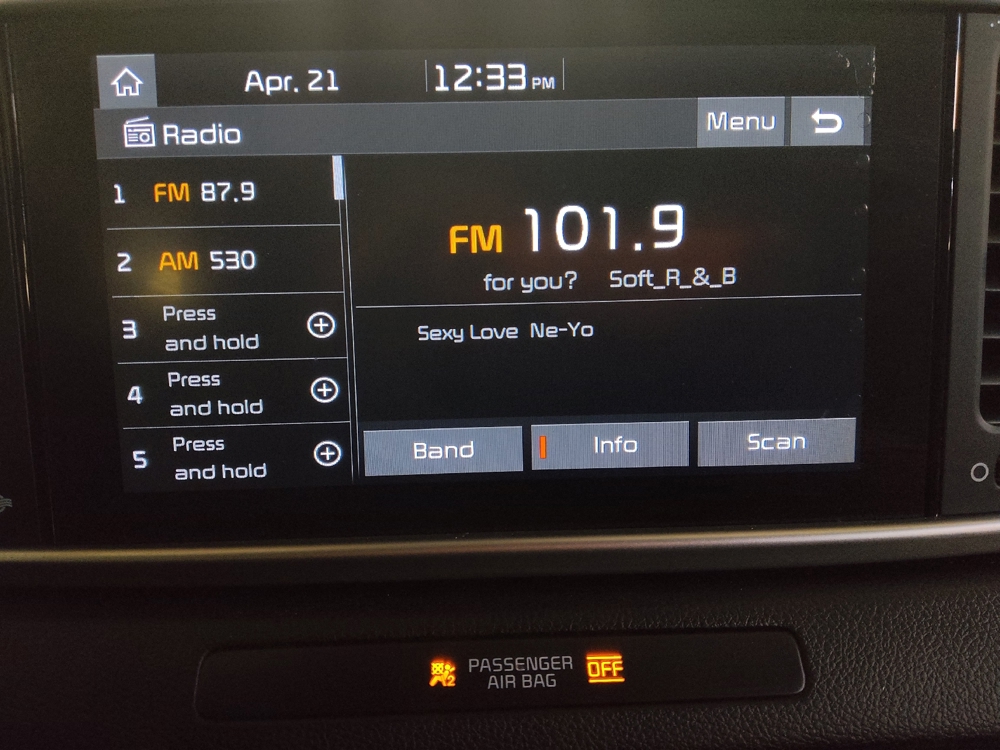 Apr. 21 12:33 PM
Radio Menu
1 FM 87.9
2 AM 530
3 Press and hold
4 Press and hold
5 Press and hold
FM 101.9
for you? Soft_R_&_B
Sexy Love Ne-Yo
Band Info Scan
2 PASSENGER AIR BAG OFF